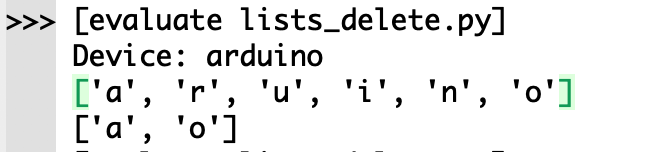 >>> [evaluate lists_delete.py]
Device: arduino
['a', 'r', 'u', 'i', 'n', 'o']
['a', 'o']